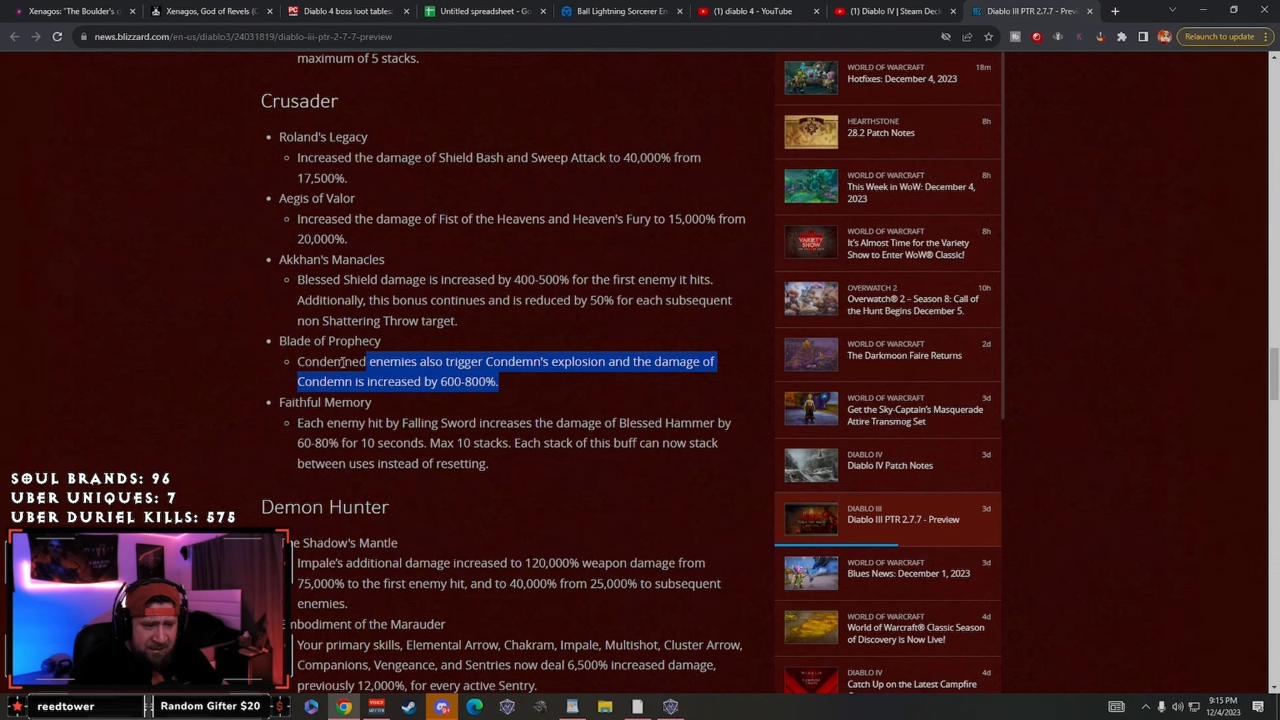 Xenagos: "The Boulder's
Xenagos, God of Revels (C
Diablo 4 boss loot tables:
Untitled spreadsheet - Go
Ball Lightning Sorcerer En
(1) diablo 4 - YouTube
(1) Diablo IV | Steam Dec
Diablo III PTR 2.7.7 - Prev
news.blizzard.com/en-us/diablo3/24031819/diablo-iii-ptr-2-7-7-preview
Relaunch to update
maximum of 5 stacks.
Crusader
Roland's Legacy
Increased the damage of Shield Bash and Sweep Attack to 40,000% from
17,500%.
Aegis of Valor
Increased the damage of Fist of the Heavens and Heaven's Fury to 15,000% from
20,000%.
Akkhan's Manacles
Blessed Shield damage is increased by 400-500% for the first enemy it hits.
Additionally, this bonus continues and is reduced by 50% for each subsequent
non Shattering Throw target.
Blade of Prophecy
Condemned enemies also trigger Condemn's explosion and the damage of
Condemn is increased by 600-800%.
Faithful Memory
Each enemy hit by Falling Sword increases the damage of Blessed Hammer by
60-80% for 10 seconds. Max 10 stacks. Each stack of this buff can now stack
between uses instead of resetting.
Demon Hunter
he Shadow's Mantle
Impale's additional damage increased to 120,000% weapon damage from
75,000% to the first enemy hit, and to 40,000% from 25,000% to subsequent
enemies.
mbodiment of the Marauder
Your primary skills, Elemental Arrow, Chakram, Impale, Multishot, Cluster Arrow,
Companions, Vengeance, and Sentries now deal 6,500% increased damage,
previously 12,000%, for every active Sentry.
WORLD OF WARCRAFT 18m
Hotfixes: December 4, 2023
HEARTHSTONE 8h
28.2 Patch Notes
WORLD OF WARCRAFT 8h
This Week in WoW: December 4,
2023
WORLD OF WARCRAFT 8h
It's Almost Time for the Variety
Show to Enter WoW® Classic!
OVERWATCH 2 10h
Overwatch® 2 – Season 8: Call of
the Hunt Begins December 5.
WORLD OF WARCRAFT 2d
The Darkmoon Faire Returns
WORLD OF WARCRAFT 3d
Get the Sky-Captain's Masquerade
Attire Transmog Set
DIABLO IV 3d
Diablo IV Patch Notes
DIABLO III 3d
Diablo III PTR 2.7.7 - Preview
WORLD OF WARCRAFT 3d
Blues News: December 1, 2023
WORLD OF WARCRAFT 4d
World of Warcraft® Classic Season
of Discovery is Now Live!
DIABLO IV 4d
Catch Up on the Latest Campfire
SOUL BRANDS: 96
UBER UNIQUES: 7
UBER DURIEL KILLS: 575
reedtower
Random Gifter $20
9:15 PM
12/4/2023